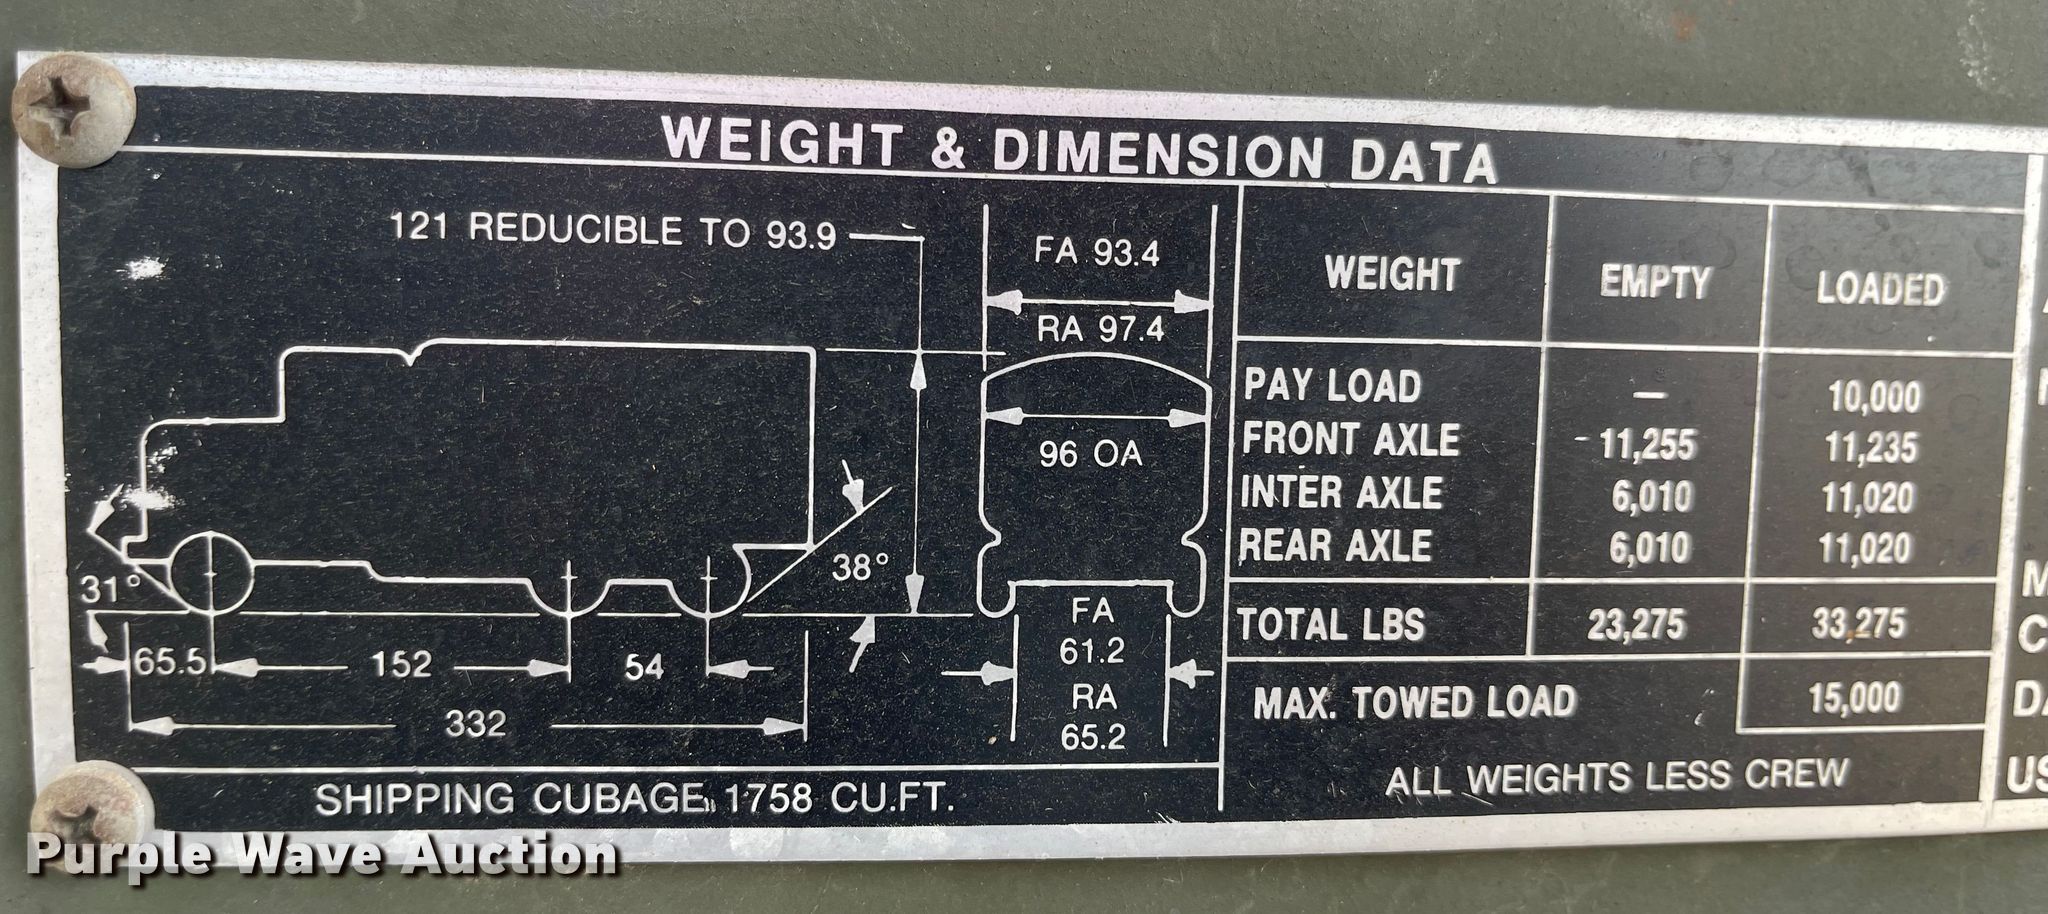 WEIGHT & DIMENSION DATA
121 REDUCIBLE TO 93.9
FA 93.4
RA 97.4
96 OA
31°
38°
65.5
152
54
332
FA
61.2
RA
65.2
SHIPPING CUBAGE 1758 CU.FT.
WEIGHT EMPTY LOADED
PAY LOAD — 10,000
FRONT AXLE 11,255 11,235
INTER AXLE 6,010 11,020
REAR AXLE 6,010 11,020
TOTAL LBS 23,275 33,275
MAX. TOWED LOAD 15,000
ALL WEIGHTS LESS CREW
Purple Wave Auction